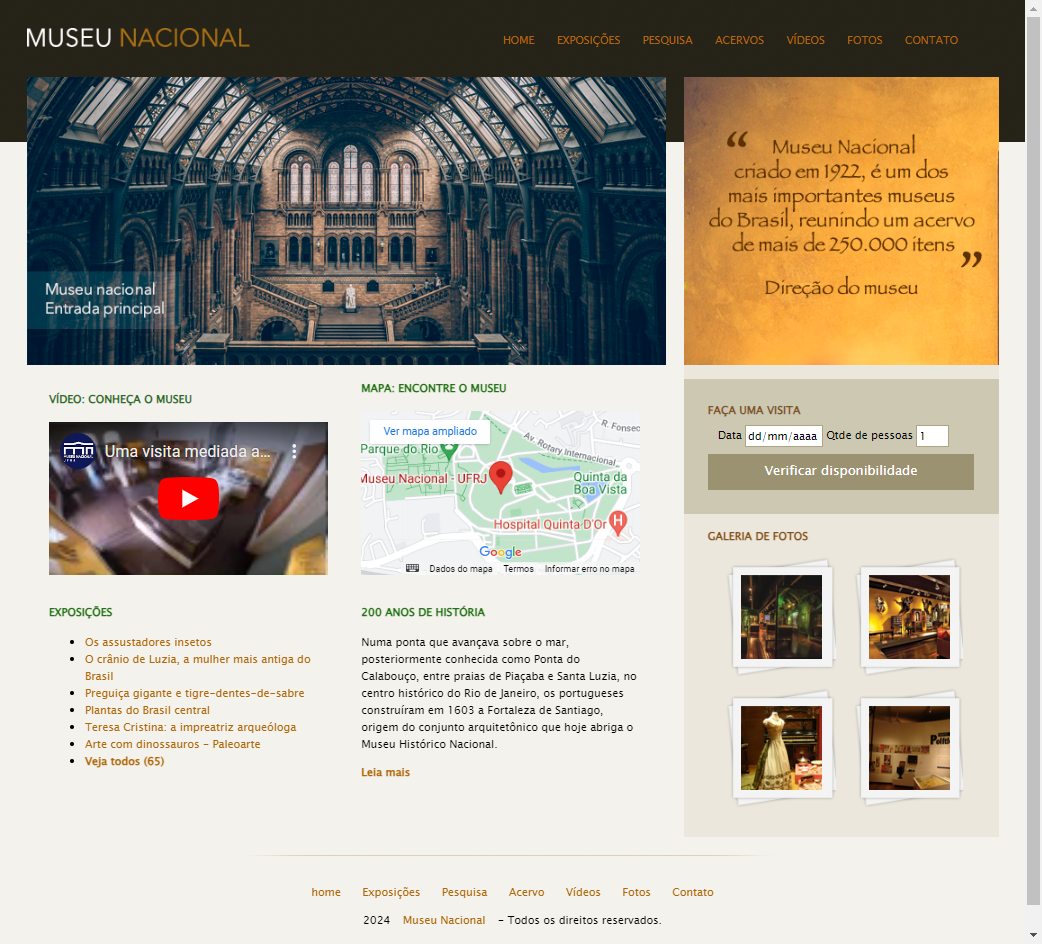 MUSEU NACIONAL
HOME EXPOSIÇÕES PESQUISA ACERVOS VÍDEOS FOTOS CONTATO
Museu nacional
Entrada principal
“ Museu Nacional
criado em 1922, é um dos
mais importantes museus
do Brasil, reunindo um acervo
de mais de 250.000 itens ”
Direção do museu
VÍDEO: CONHEÇA O MUSEU
Uma visita mediada a...
MAPA: ENCONTRE O MUSEU
Ver mapa ampliado
R. Fonsec
Av. Rotary Internacional
Parque do Rio
Museu Nacional - UFRJ
Quinta da
Boa Vista
Hospital Quinta D'Or
H
Google
Dados do mapa Termos Informar erro no mapa
FAÇA UMA VISITA
Data dd/mm/aaaa Qtde de pessoas 1
Verificar disponibilidade
GALERIA DE FOTOS
EXPOSIÇÕES
Os assustadores insetos
O crânio de Luzia, a mulher mais antiga do
Brasil
Preguiça gigante e tigre-dentes-de-sabre
Plantas do Brasil central
Teresa Cristina: a impreatriz arqueóloga
Arte com dinossauros - Paleoarte
Veja todos (65)
200 ANOS DE HISTÓRIA
Numa ponta que avançava sobre o mar,
posteriormente conhecida como Ponta do
Calabouço, entre praias de Piaçaba e Santa Luzia, no
centro histórico do Rio de Janeiro, os portugueses
construíram em 1603 a Fortaleza de Santiago,
origem do conjunto arquitetônico que hoje abriga o
Museu Histórico Nacional.
Leia mais
home Exposições Pesquisa Acervo Vídeos Fotos Contato
2024 Museu Nacional - Todos os direitos reservados.